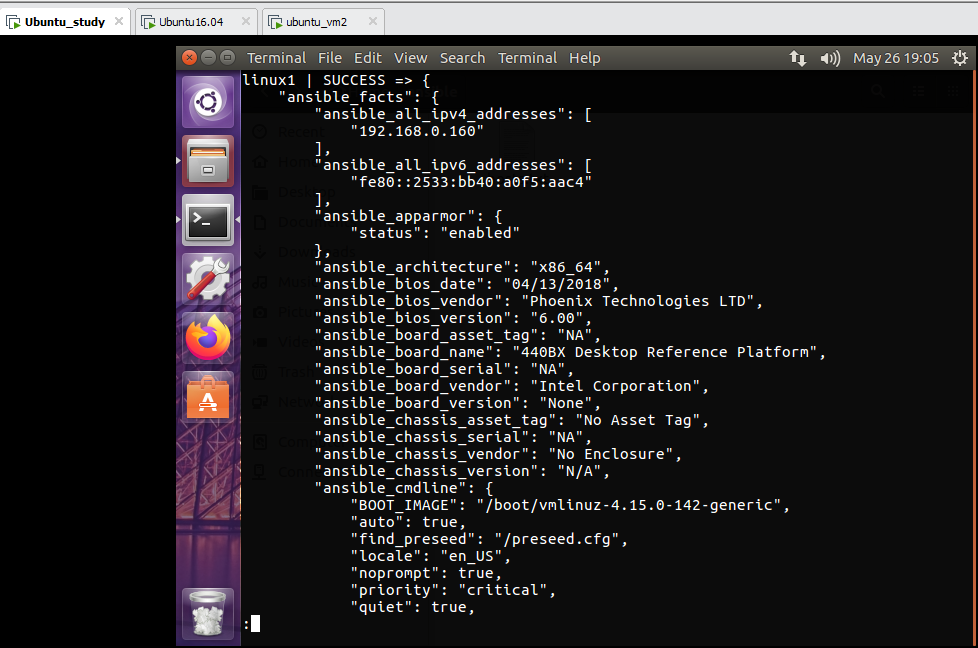 Ubuntu_study
Ubuntu16.04
ubuntu_vm2
Terminal File Edit View Search Terminal Help
May 26 19:05
linux1 | SUCCESS => {
    "ansible_facts": {
        "ansible_all_ipv4_addresses": [
            "192.168.0.160"
        ],
        "ansible_all_ipv6_addresses": [
            "fe80::2533:bb40:a0f5:aac4"
        ],
        "ansible_apparmor": {
            "status": "enabled"
        },
        "ansible_architecture": "x86_64",
        "ansible_bios_date": "04/13/2018",
        "ansible_bios_vendor": "Phoenix Technologies LTD",
        "ansible_bios_version": "6.00",
        "ansible_board_asset_tag": "NA",
        "ansible_board_name": "440BX Desktop Reference Platform",
        "ansible_board_serial": "NA",
        "ansible_board_vendor": "Intel Corporation",
        "ansible_board_version": "None",
        "ansible_chassis_asset_tag": "No Asset Tag",
        "ansible_chassis_serial": "NA",
        "ansible_chassis_vendor": "No Enclosure",
        "ansible_chassis_version": "N/A",
        "ansible_cmdline": {
            "BOOT_IMAGE": "/boot/vmlinuz-4.15.0-142-generic",
            "auto": true,
            "find_preseed": "/preseed.cfg",
            "locale": "en_US",
            "noprompt": true,
            "priority": "critical",
            "quiet": true,
: